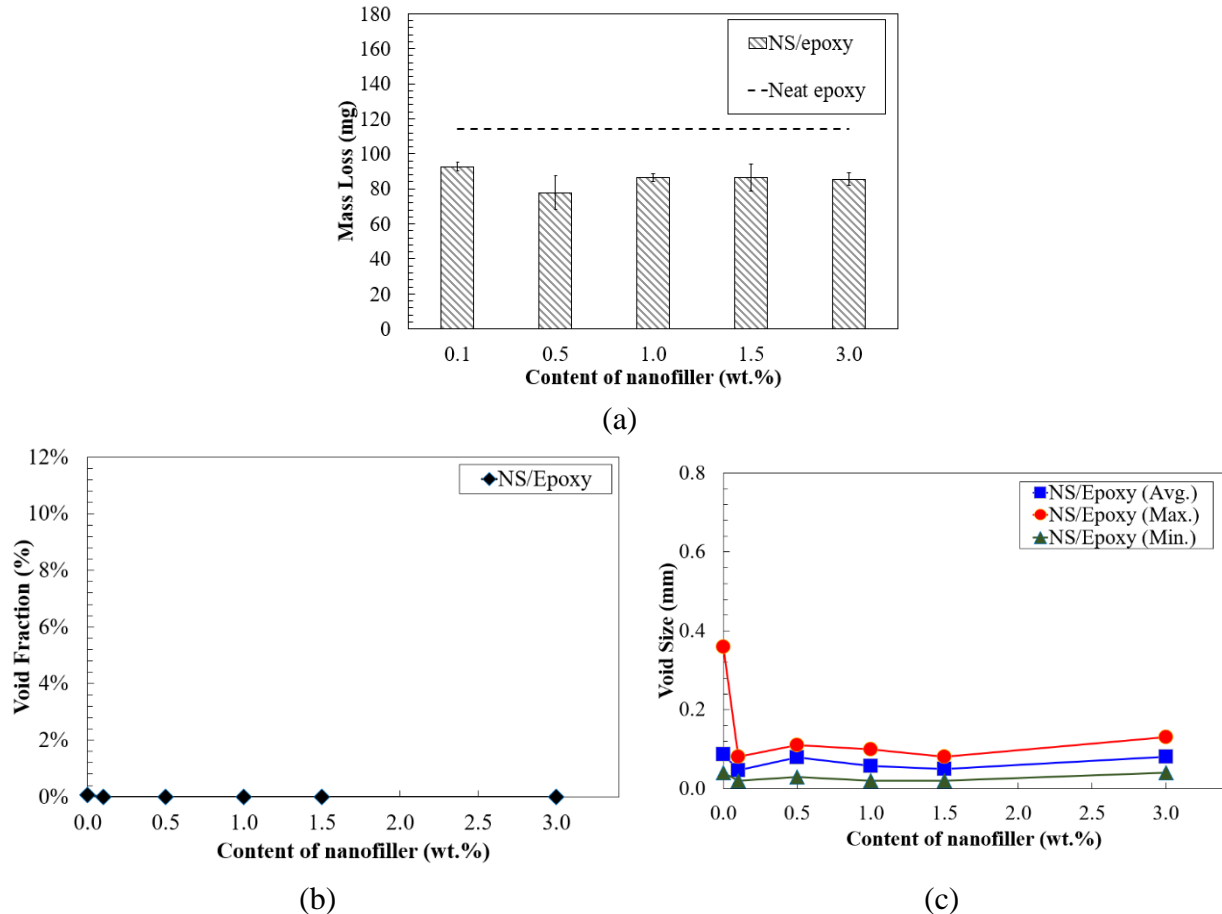 180
160
140
120
100
80
60
40
20
0
Mass Loss (mg)
NS/epoxy
Neat epoxy
0.1 0.5 1.0 1.5 3.0
Content of nanofiller (wt.%)
(a)
12%
10%
8%
6%
4%
2%
0%
Void Fraction (%)
NS/Epoxy
0.0 0.5 1.0 1.5 2.0 2.5 3.0
Content of nanofiller (wt.%)
(b)
0.8
0.6
0.4
0.2
0.0
Void Size (mm)
NS/Epoxy (Avg.)
NS/Epoxy (Max.)
NS/Epoxy (Min.)
0.0 0.5 1.0 1.5 2.0 2.5 3.0
Content of nanofiller (wt.%)
(c)